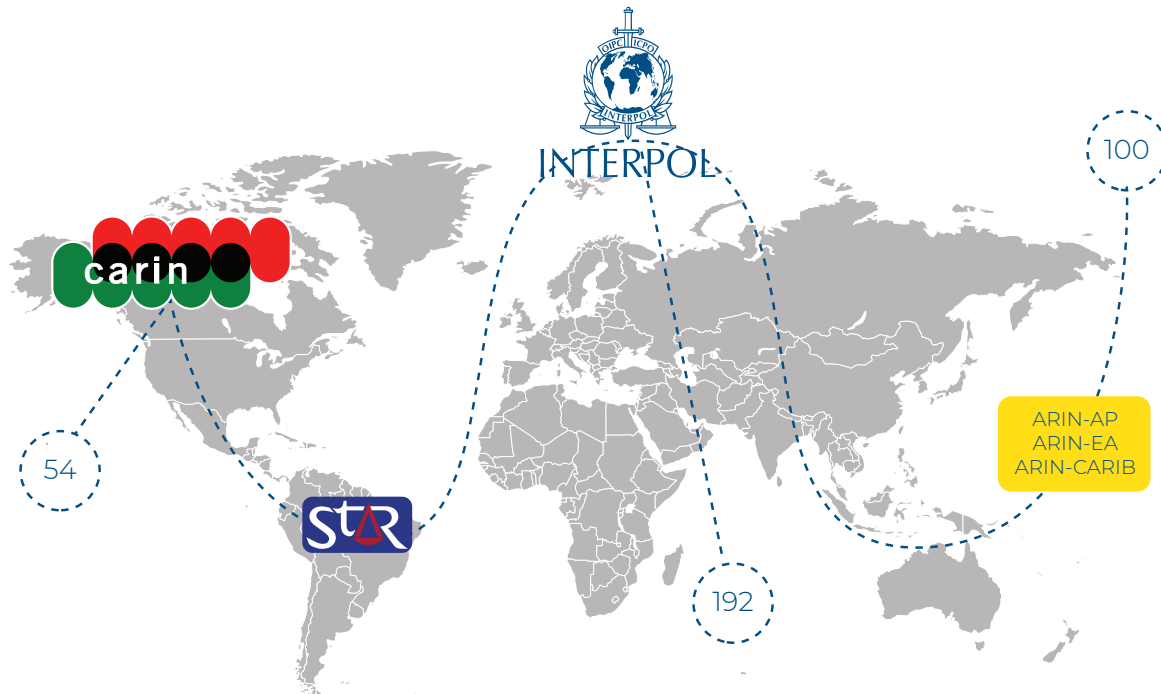 OIPC ICPO
INTERPOL
INTERPOL
100
carin
54
ARIN-AP
ARIN-EA
ARIN-CARIB
StAR
192